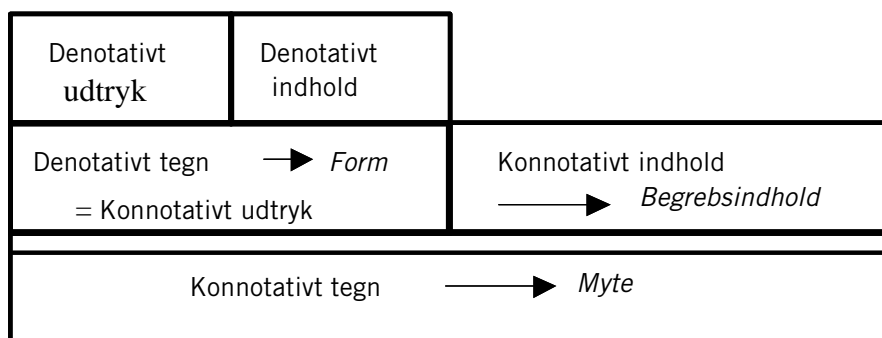 Denotativt
udtryk
Denotativt
indhold
Denotativt tegn Form
= Konnotativt udtryk
Konnotativt indhold
Begrebsindhold
Konnotativt tegn Myte